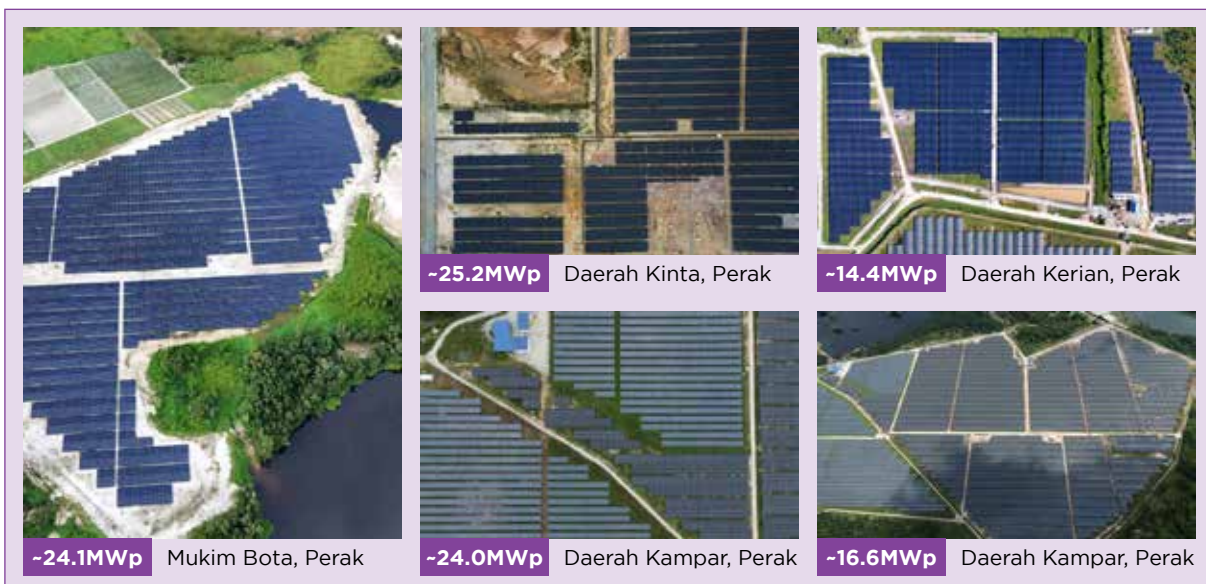 ~25.2MWp Daerah Kinta, Perak
~14.4MWp Daerah Kerian, Perak
~24.1MWp Mukim Bota, Perak
~24.0MWp Daerah Kampar, Perak
~16.6MWp Daerah Kampar, Perak